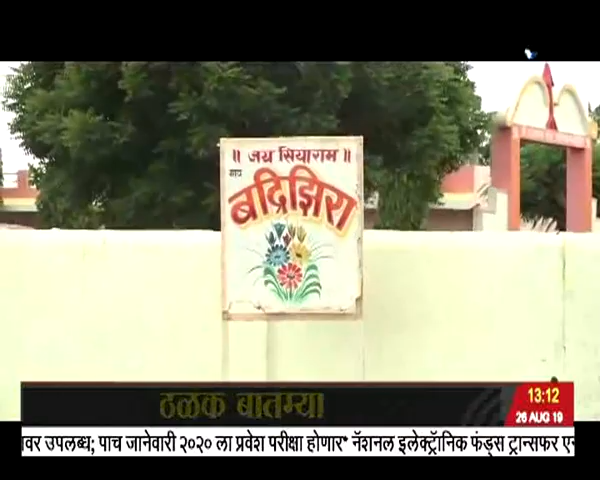 ॥ जय सियाराम ॥
बद्रिझिरा
ठळक बातम्या
13:12
26 AUG 19
यावर उपलब्ध; पाच जानेवारी २०२० ला प्रवेश परीक्षा होणार* नॅशनल इलेक्ट्रॉनिक फंड्स ट्रान्सफर